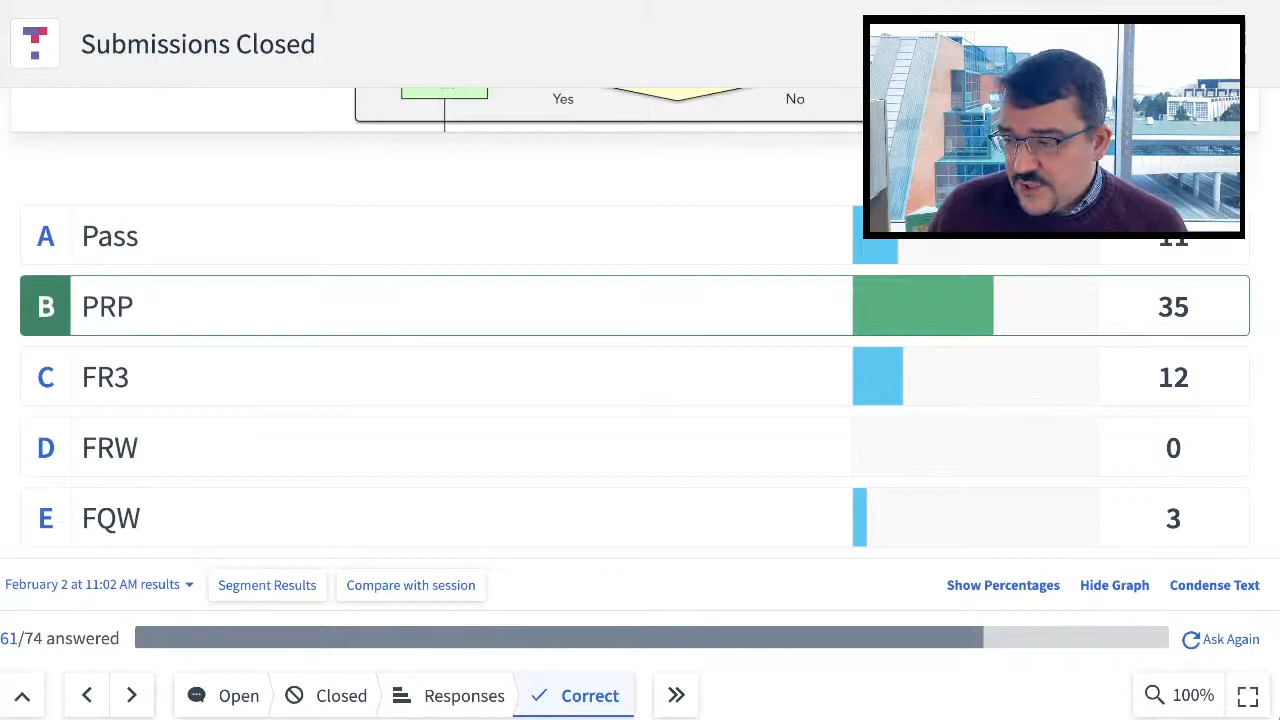 Submissions Closed
Yes
No
A Pass 11
B PRP 35
C FR3 12
D FRW 0
E FQW 3
February 2 at 11:02 AM results Segment Results Compare with session Show Percentages Hide Graph Condense Text
61/74 answered Ask Again
Open Closed Responses Correct 100%